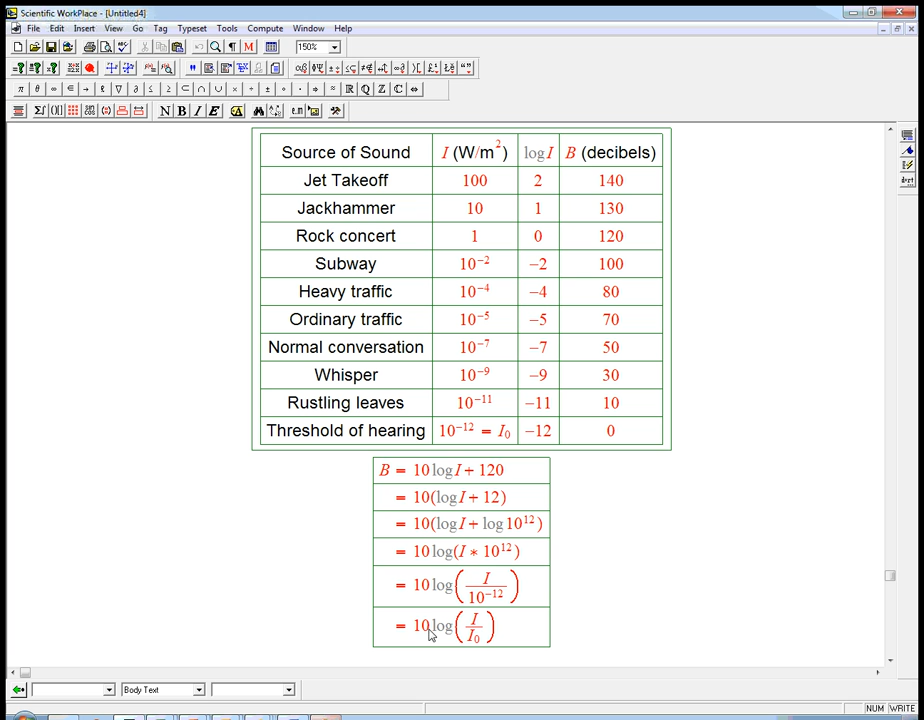 Scientific WorkPlace - [Untitled4]
File Edit Insert View Go Tag Typeset Tools Compute Window Help
150%
N B I E
Source of Sound I (W/m²) log I B (decibels)
Jet Takeoff 100 2 140
Jackhammer 10 1 130
Rock concert 1 0 120
Subway 10⁻² −2 100
Heavy traffic 10⁻⁴ −4 80
Ordinary traffic 10⁻⁵ −5 70
Normal conversation 10⁻⁷ −7 50
Whisper 10⁻⁹ −9 30
Rustling leaves 10⁻¹¹ −11 10
Threshold of hearing 10⁻¹² = I₀ −12 0
B = 10 log I + 120
= 10(log I + 12)
= 10(log I + log 10¹²)
= 10 log(I * 10¹²)
= 10 log(I / 10⁻¹²)
= 10 log(I / I₀)
Body Text
NUM WRITE